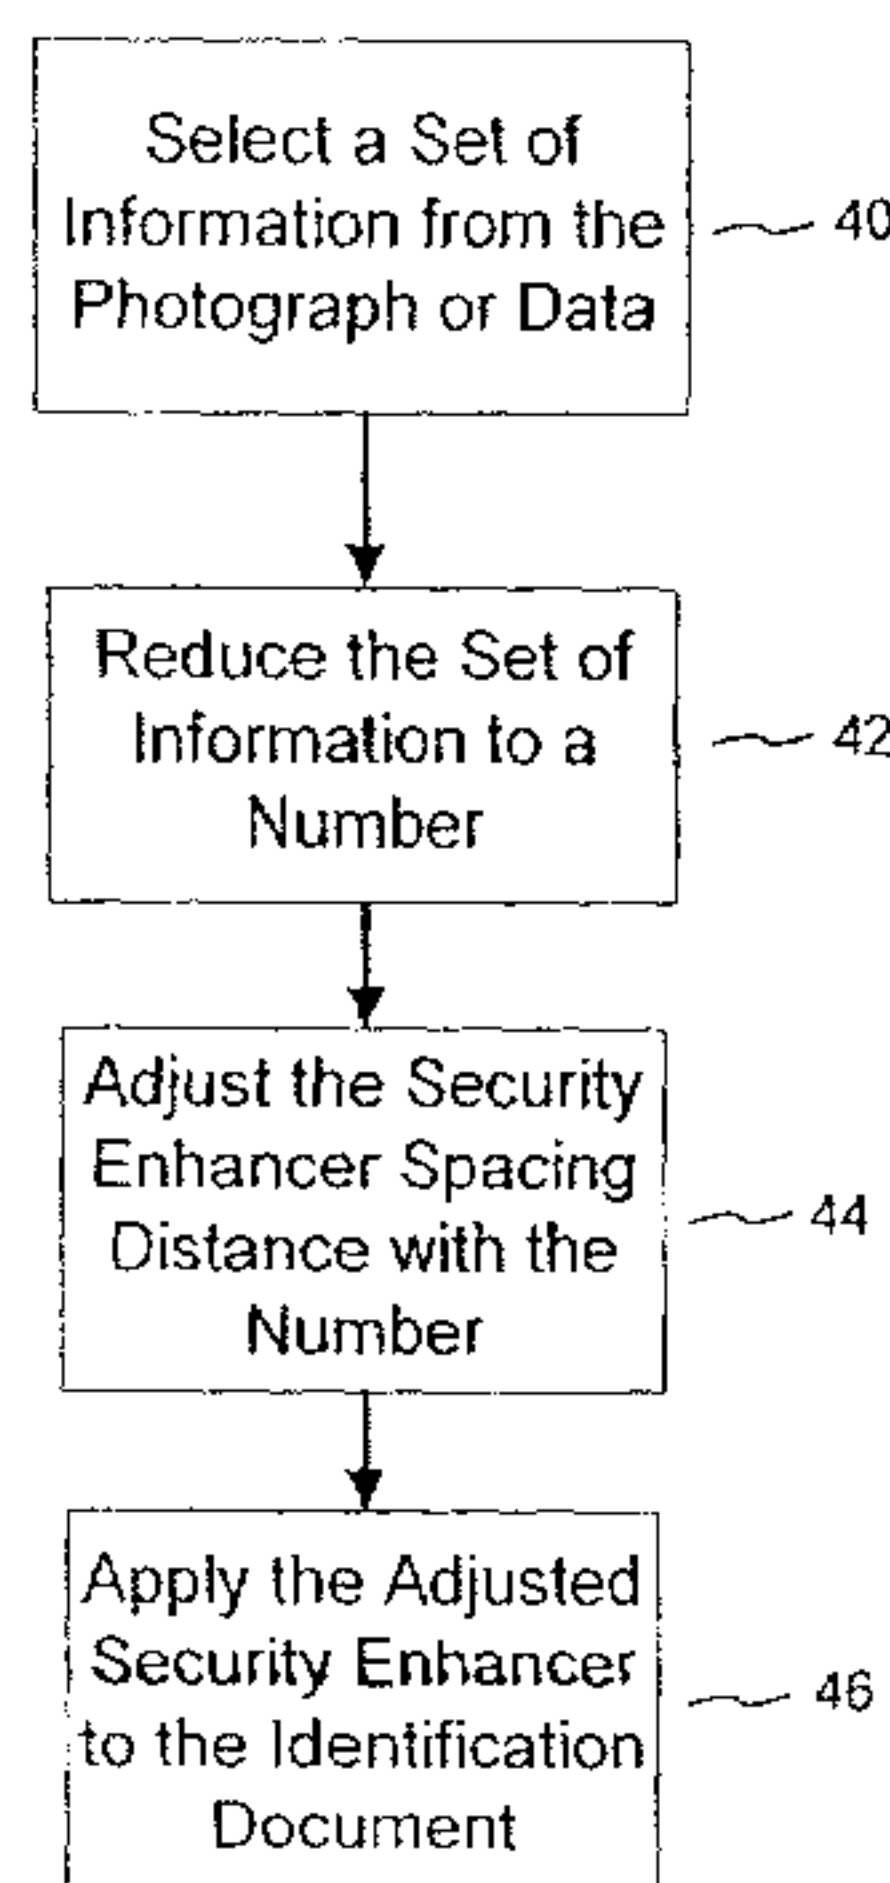 Select a Set of
Information from the
Photograph or Data
40
Reduce the Set of
Information to a
Number
42
Adjust the Security
Enhancer Spacing
Distance with the
Number
44
Apply the Adjusted
Security Enhancer
to the Identification
Document
46